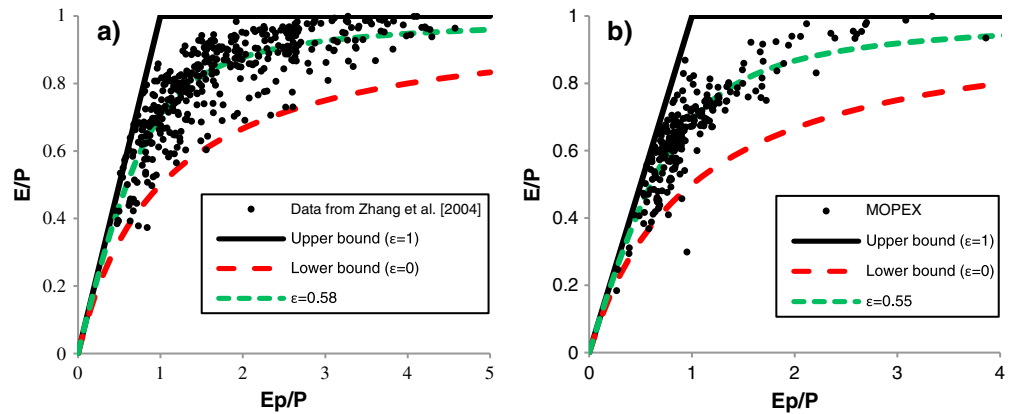 a)
E/P
1
0.8
0.6
0.4
0.2
0
0 1 2 3 4 5
Ep/P
Data from Zhang et al. [2004]
Upper bound (ε=1)
Lower bound (ε=0)
ε=0.58
b)
E/P
1
0.8
0.6
0.4
0.2
0
0 1 2 3 4
Ep/P
MOPEX
Upper bound (ε=1)
Lower bound (ε=0)
ε=0.55